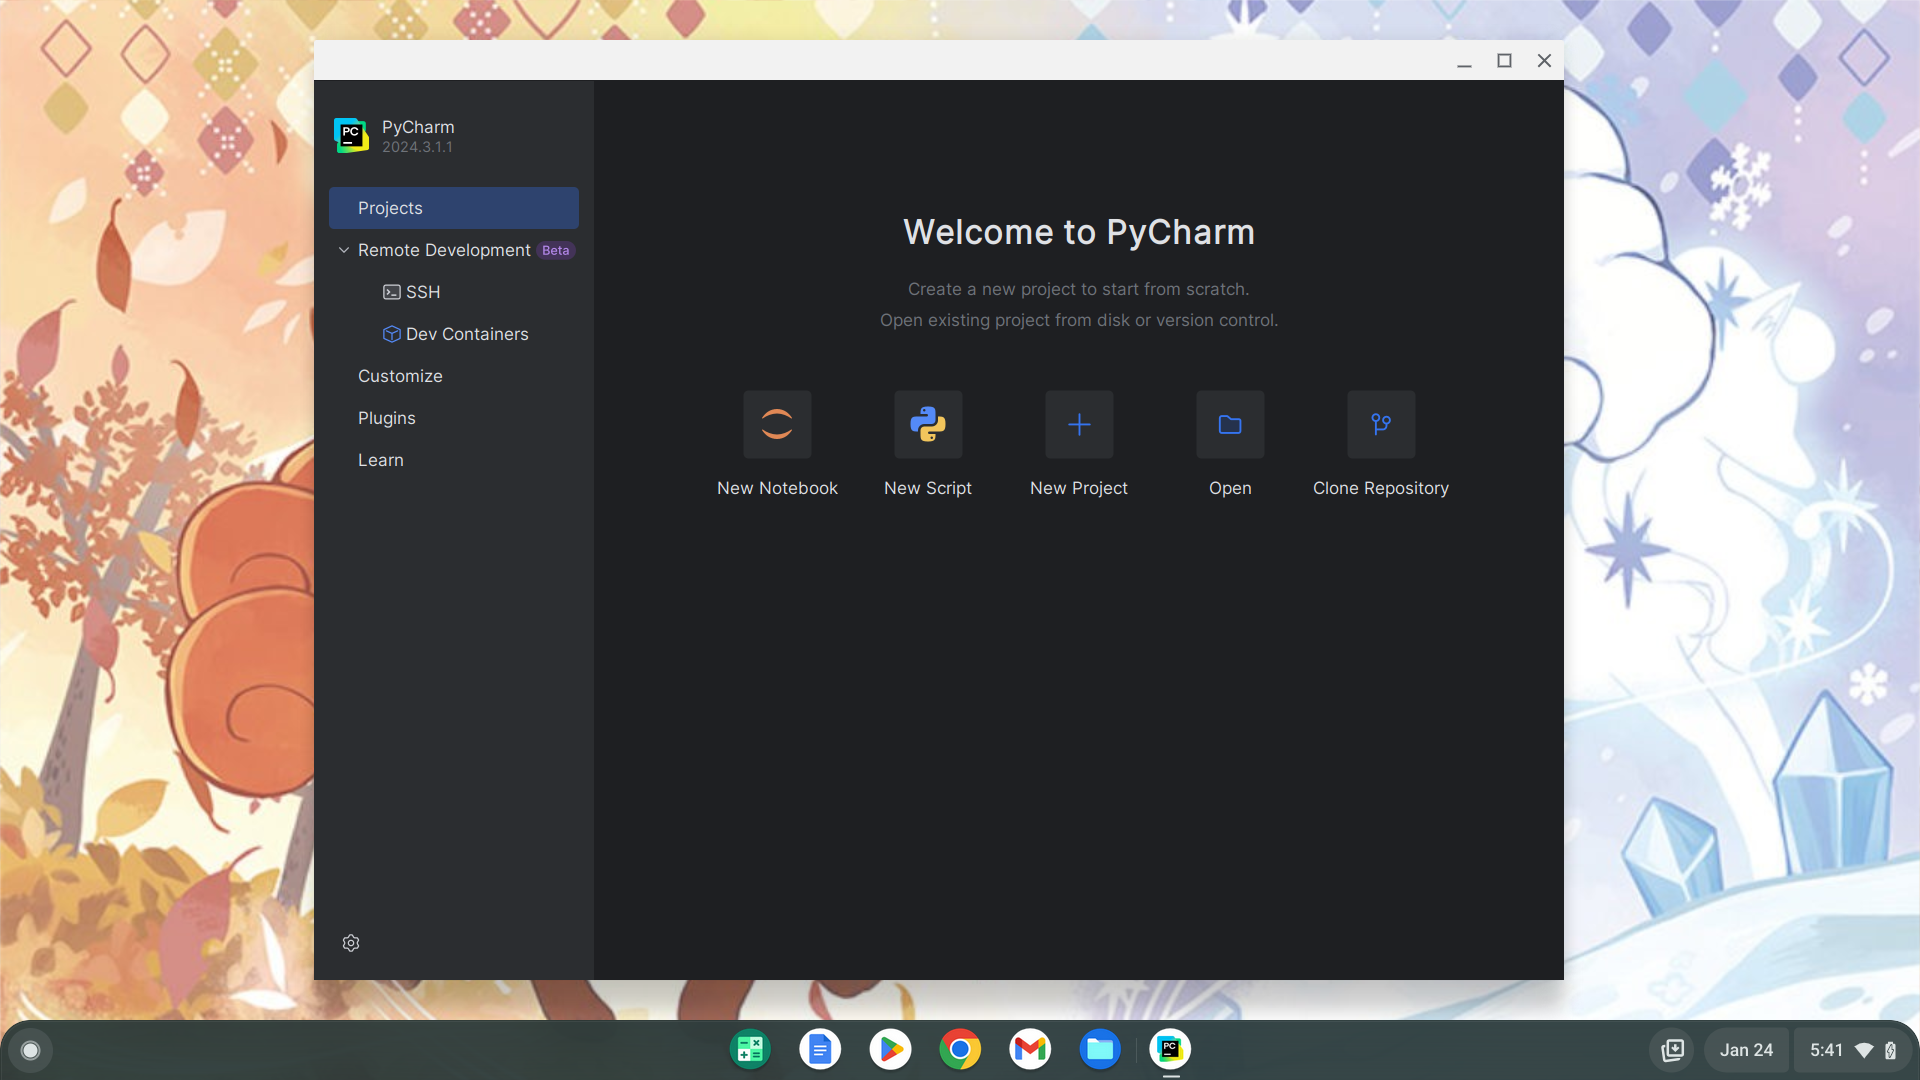 PC
PyCharm
2024.3.1.1
Projects
Remote Development Beta
SSH
Dev Containers
Customize
Plugins
Learn
Welcome to PyCharm
Create a new project to start from scratch.
Open existing project from disk or version control.
New Notebook
New Script
New Project
Open
Clone Repository
PC
Jan 24
5:41